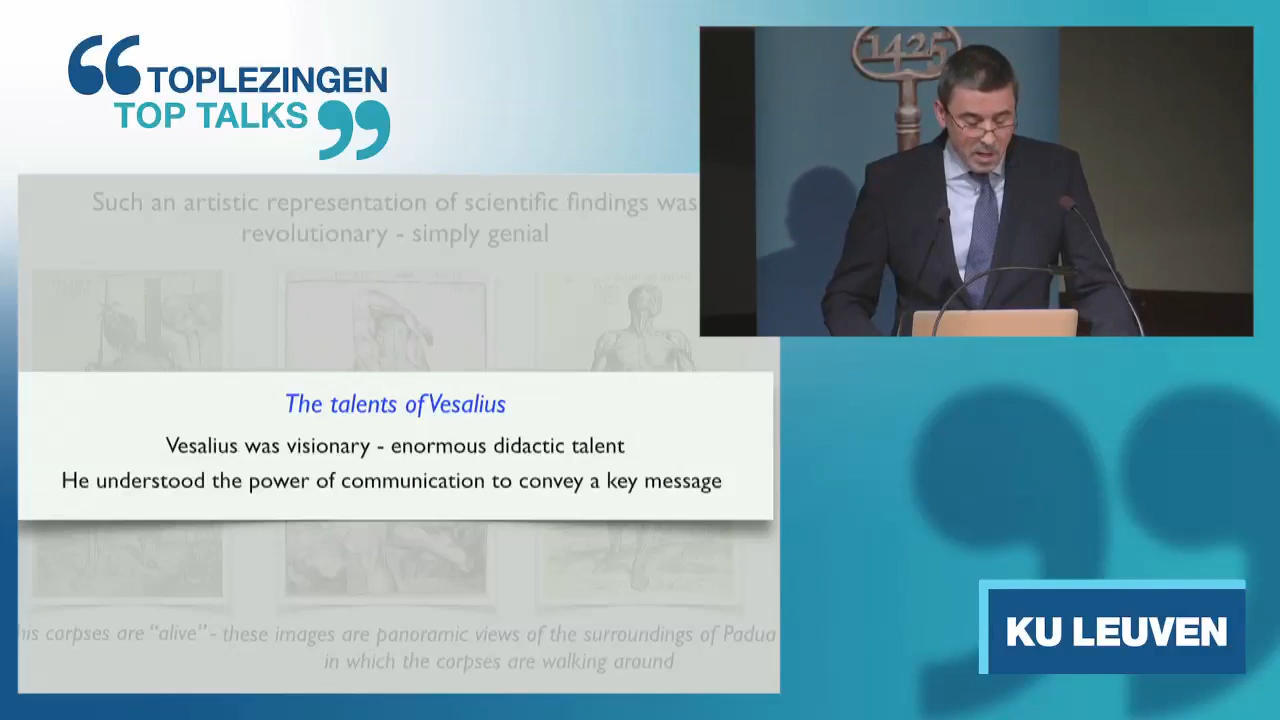 TOPLEZINGEN
TOP TALKS
1425
Such an artistic representation of scientific findings was
revolutionary - simply genial
The talents of Vesalius
Vesalius was visionary - enormous didactic talent
He understood the power of communication to convey a key message
his corpses are “alive” - these images are panoramic views of the surroundings of Padua
in which the corpses are walking around
KU LEUVEN